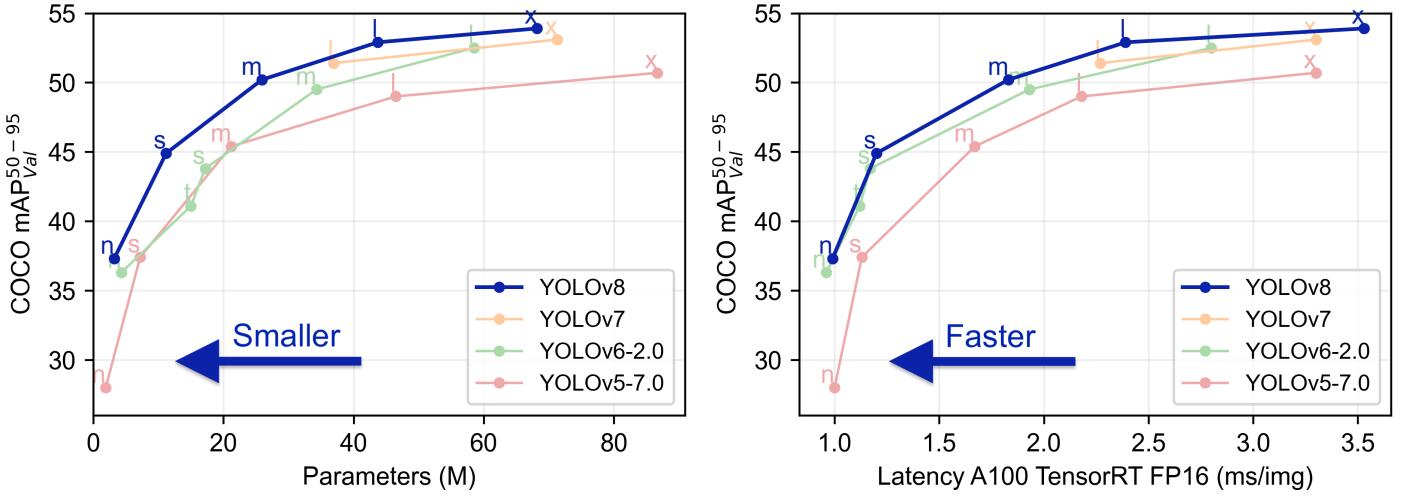 55
50
45
40
35
30
COCO mAP^{50-95}_{Val}
x
x
l
l
l
m
m
l
x
s
m
s
t
n
n
s
n
Smaller
YOLOv8
YOLOv7
YOLOv6-2.0
YOLOv5-7.0
0 20 40 60 80
Parameters (M)
55
50
45
40
35
30
COCO mAP^{50-95}_{Val}
x
x
l
l
l
m
m
l
x
s
s
m
t
n
n
s
n
Faster
YOLOv8
YOLOv7
YOLOv6-2.0
YOLOv5-7.0
1.0 1.5 2.0 2.5 3.0 3.5
Latency A100 TensorRT FP16 (ms/img)